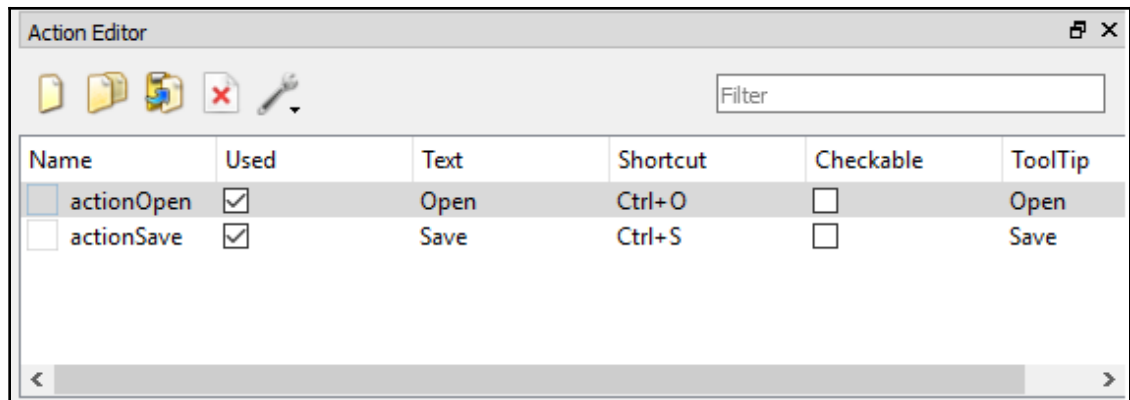 Action Editor
Filter
Name Used Text Shortcut Checkable ToolTip
actionOpen Open Ctrl+O Open
actionSave Save Ctrl+S Save